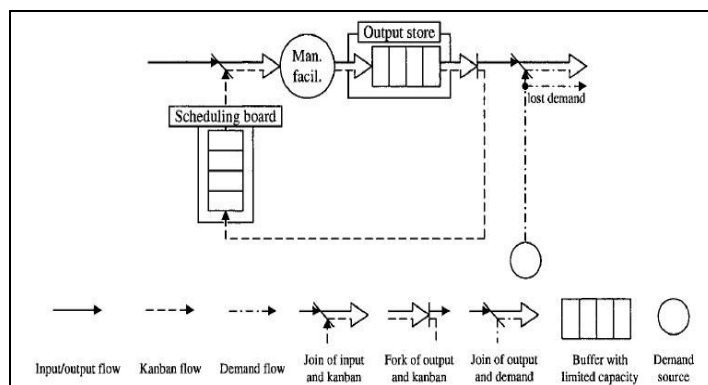 Output store
Man.
facil.
lost demand
Scheduling board
Input/output flow
Kanban flow
Demand flow
Join of input
and kanban
Fork of output
and kanban
Join of output
and demand
Buffer with
limited capacity
Demand
source